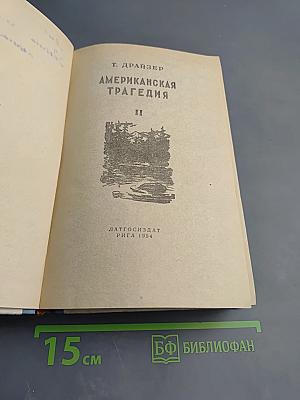 Т. ДРАЙЗЕР
АМЕРИКАНСКАЯ
ТРАГЕДИЯ
II
ЛАТГОСИЗДАТ
РИГА 1954
15 см
БФ БИБЛИОФАН